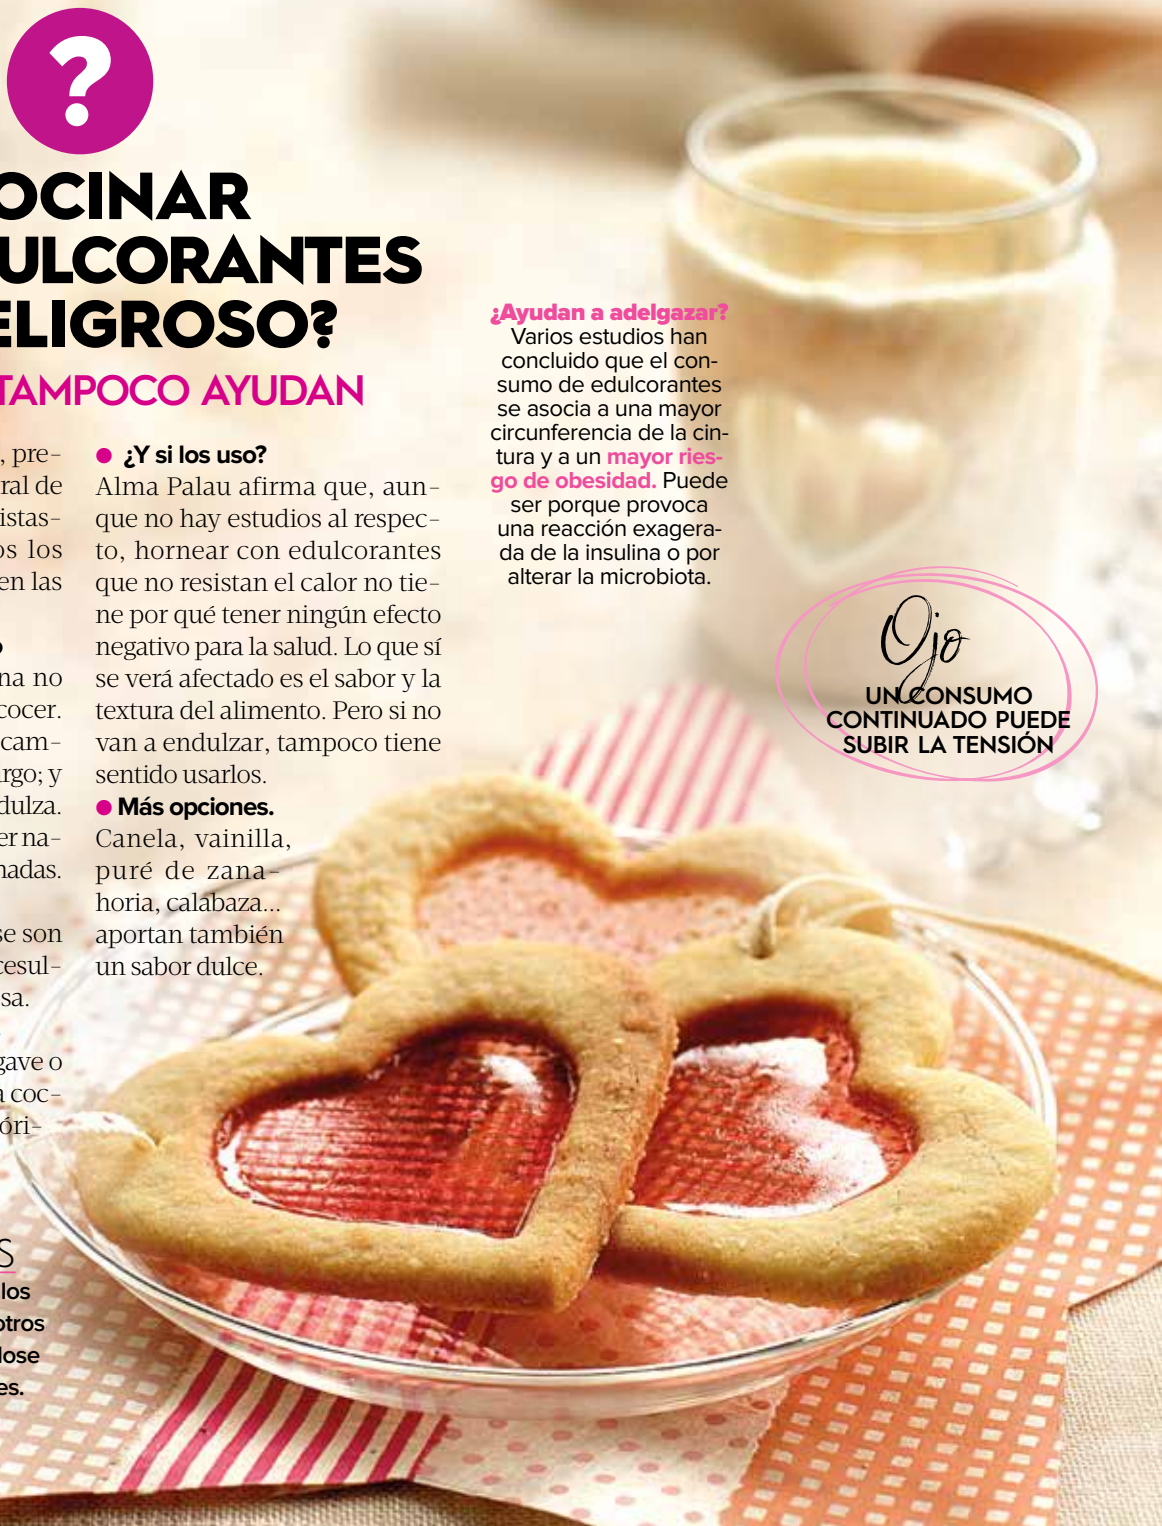 ?
OCINAR
ULCORANTES
ELIGROSO?
TAMPOCO AYUDAN
, pre-
ral de
istas-
os los
en las
na no
cocer.
cam-
rgo; y
dulza.
er na-
nadas.
se son
cesul-
sa.
gave o
a coc-
óri-
S
los
otros
dose
es.
● ¿Y si los uso?
Alma Palau afirma que, aun-
que no hay estudios al respec-
to, hornear con edulcorantes
que no resistan el calor no tie-
ne por qué tener ningún efecto
negativo para la salud. Lo que sí
se verá afectado es el sabor y la
textura del alimento. Pero si no
van a endulzar, tampoco tiene
sentido usarlos.
● Más opciones.
Canela, vainilla,
puré de zana-
horia, calabaza...
aportan también
un sabor dulce.
¿Ayudan a adelgazar?
Varios estudios han
concluido que el con-
sumo de edulcorantes
se asocia a una mayor
circunferencia de la cin-
tura y a un mayor ries-
go de obesidad. Puede
ser porque provoca
una reacción exagera-
da de la insulina o por
alterar la microbiota.
Ojo
UN CONSUMO
CONTINUADO PUEDE
SUBIR LA TENSIÓN